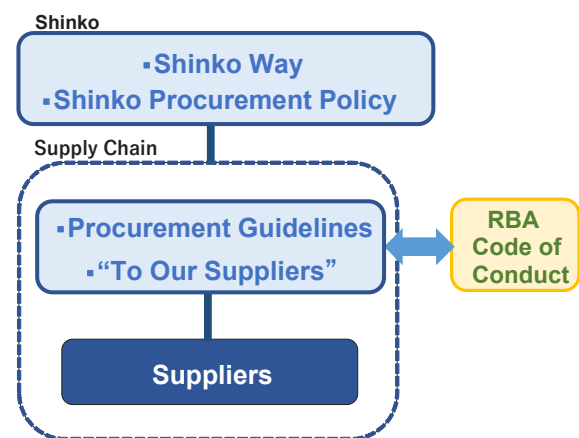 Shinko
▪Shinko Way
▪Shinko Procurement Policy
Supply Chain
▪Procurement Guidelines
▪“To Our Suppliers”
RBA
Code of
Conduct
Suppliers